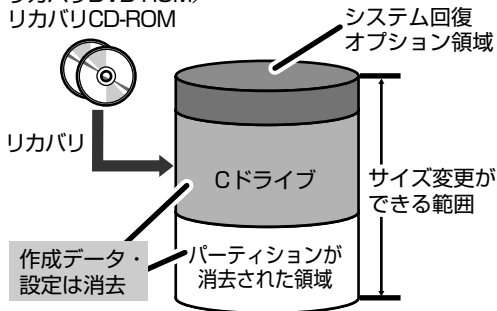 リカバリCD-ROM
システム回復
オプション領域
リカバリ
Cドライブ
サイズ変更が
できる範囲
作成データ・
設定は消去
パーティションが
消去された領域